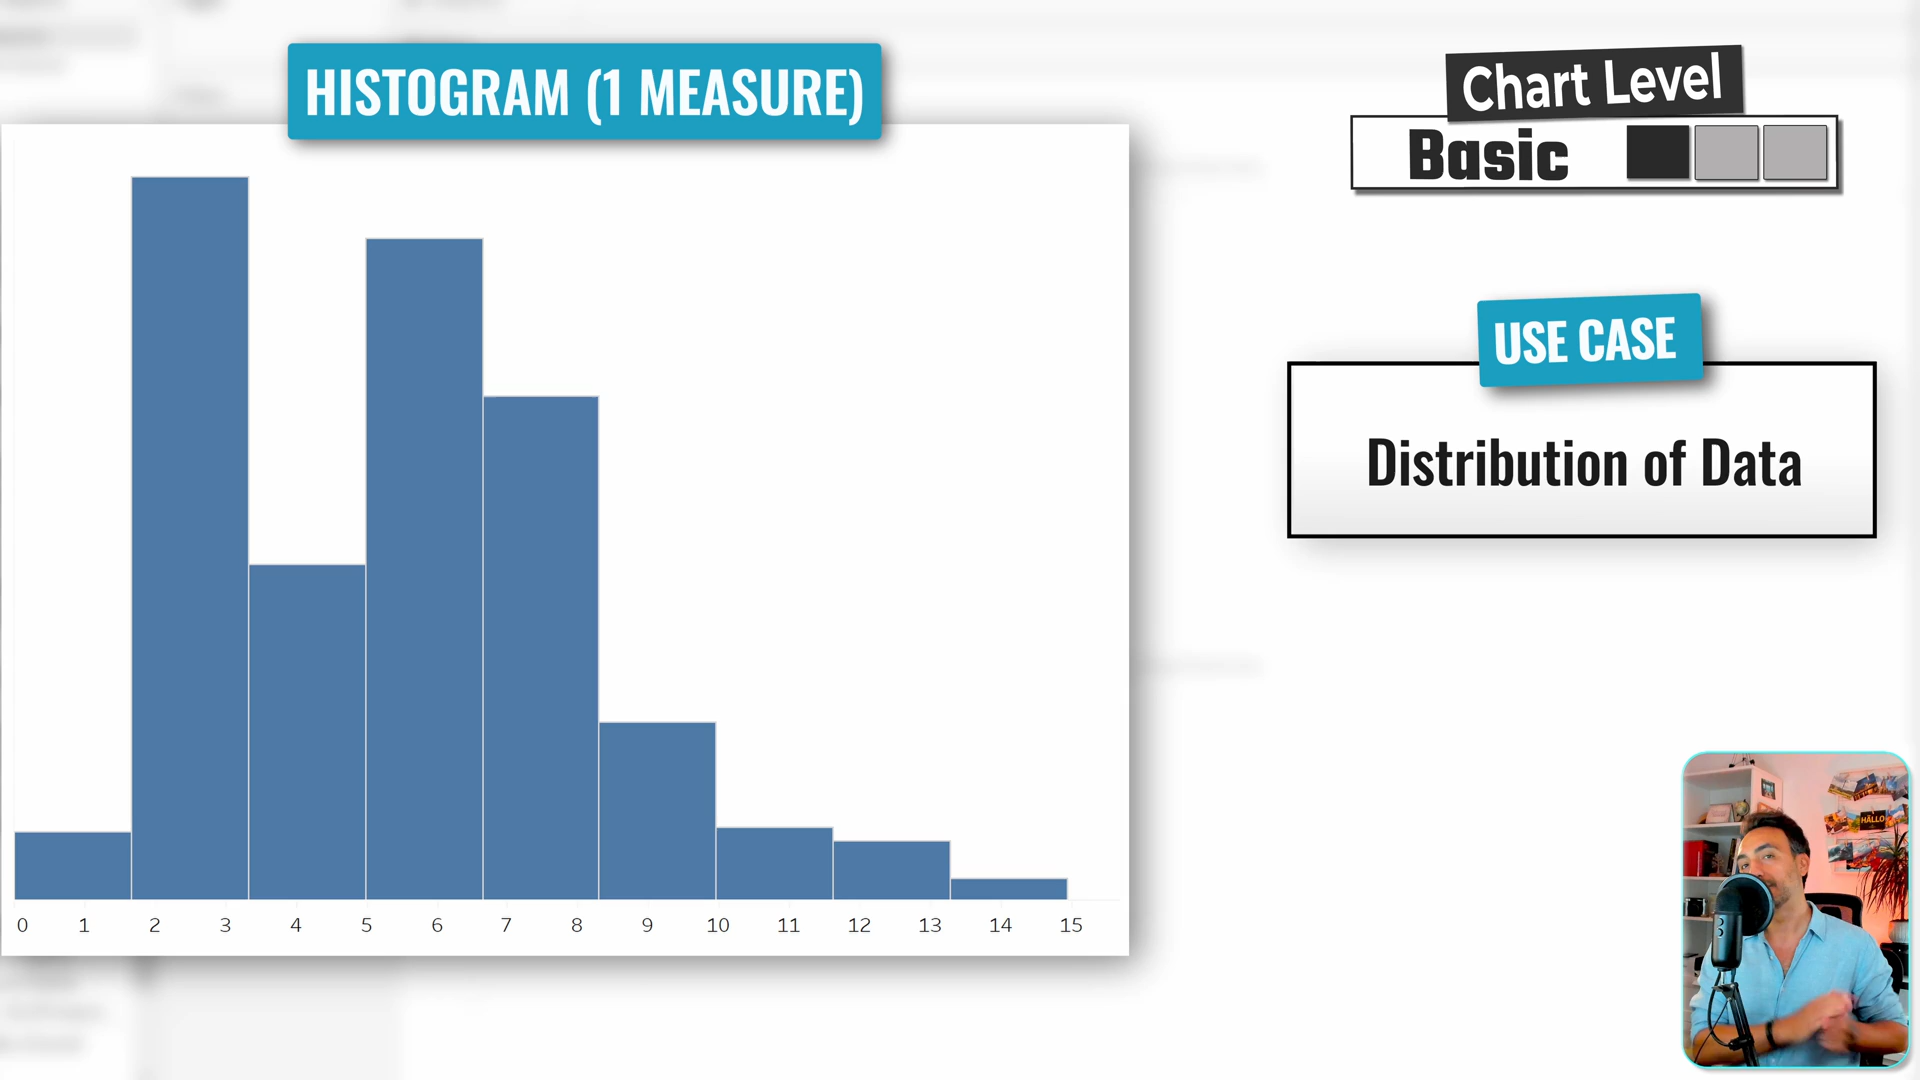 HISTOGRAM (1 MEASURE)
0 1 2 3 4 5 6 7 8 9 10 11 12 13 14 15
Chart Level
Basic
USE CASE
Distribution of Data
HALLO